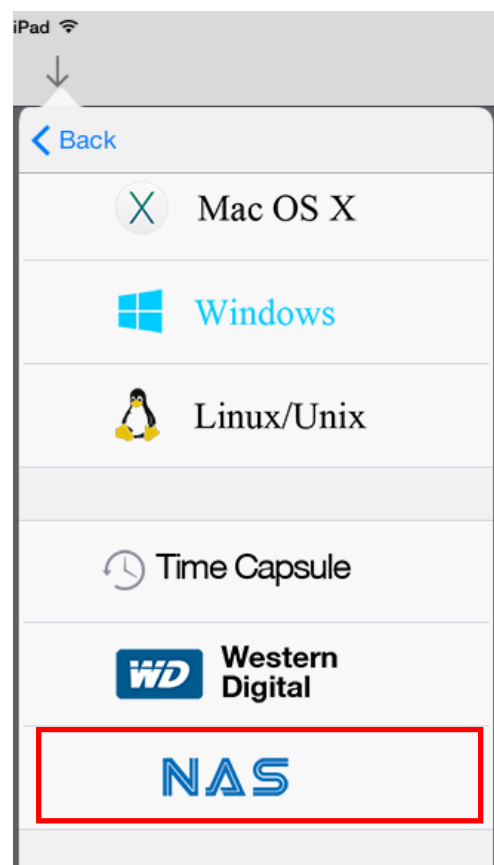 iPad
Back
Mac OS X
Windows
Linux/Unix
Time Capsule
WD Western
Digital
NAS